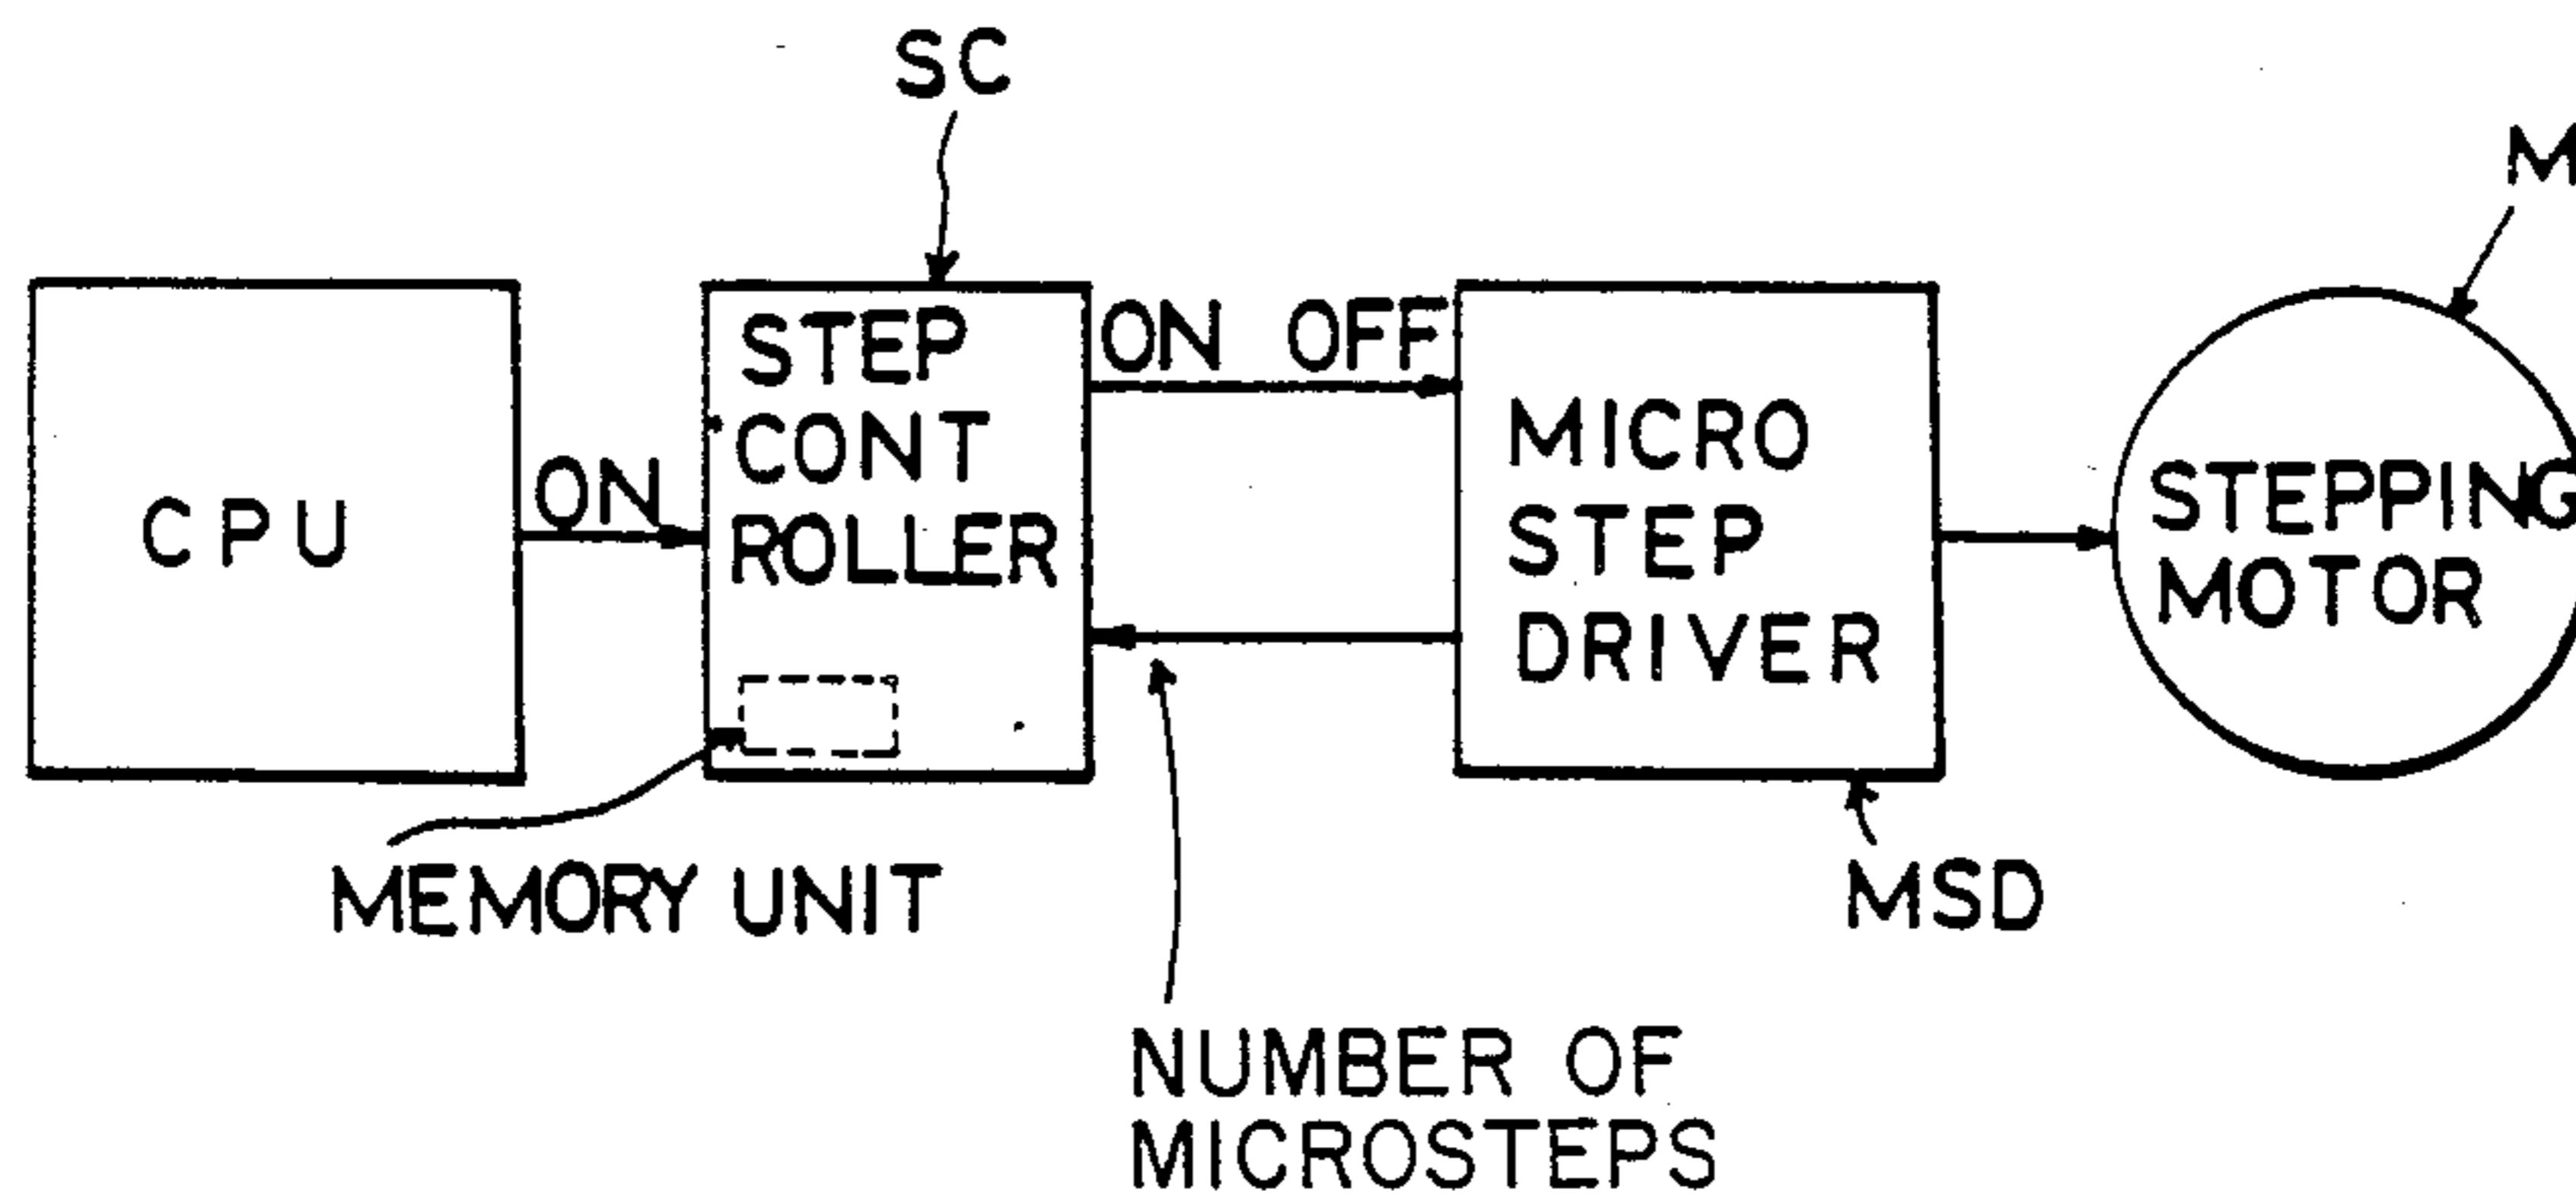 SC
M
CPU
ON
STEP
CONT
ROLLER
ON OFF
MICRO
STEP
DRIVER
STEPPING
MOTOR
MEMORY UNIT
MSD
NUMBER OF
MICROSTEPS